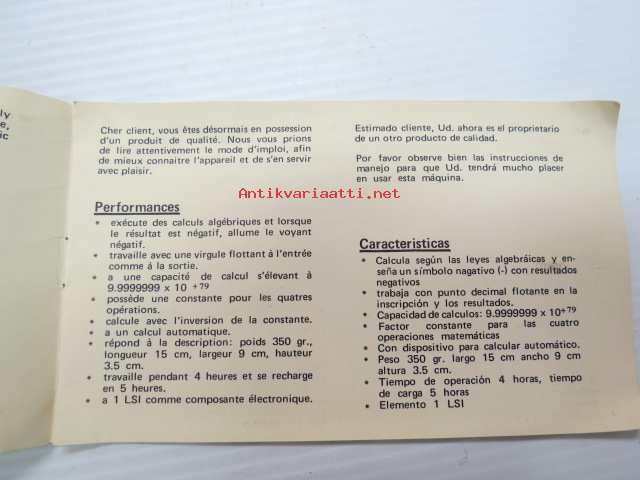 ly
e,
ic
Cher client, vous êtes désormais en possession
d'un produit de qualité. Nous vous prions
de lire attentivement le mode d'imploi, afin
de mieux connaitre l'appareil et de s'en servir
avec plaisir.
Performances
* exécute des calculs algébriques et lorsque
le résultat est négatif, allume le voyant
négatif.
* travaille avec une virgule flottant à l'entrée
comme á la sortie.
* a une capacité de calcul s'élevant à
9.9999999 x 10 +79
* possède une constante pour les quatres
opérations.
* calcule avec l'inversion de la constante.
* a un calcul automatique.
* répond à la description: poids 350 gr.,
longueur 15 cm, largeur 9 cm, hauteur
3.5 cm.
* travaille pendant 4 heures et se recharge
en 5 heures.
* a 1 LSI comme composante électronique.
Estimado cliente, Ud. ahora es el proprietario
de un otro producto de calidad.
Por favor observe bien las instrucciones de
manejo para que Ud. tendrá mucho placer
en usar esta máquina.
Caracteristicas
* Calcula según las leyes algebráicas y en-
seña un símbolo nagativo (-) con resultados
negativos
* trabaja con punto decimal flotante en la
inscripción y los resultados.
* Capacidad de calculos: 9.9999999 x 10+79
* Factor constante para las cuatro
operaciones matemáticas
* Con dispositivo para calcular automático.
* Peso 350 gr. largo 15 cm ancho 9 cm
altura 3.5 cm.
* Tiempo de operación 4 horas, tiempo
de carga 5 horas
* Elemento 1 LSI
Antikvariaatti.net